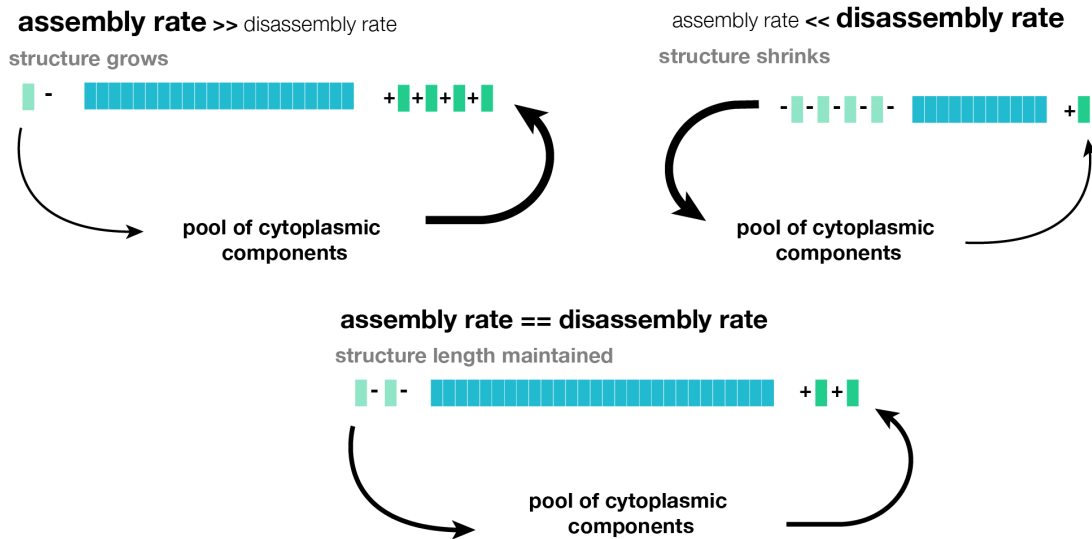 assembly rate >> disassembly rate
structure grows
- + + + +
pool of cytoplasmic
components
assembly rate << disassembly rate
structure shrinks
- - - - - +
pool of cytoplasmic
components
assembly rate == disassembly rate
structure length maintained
- - + +
pool of cytoplasmic
components